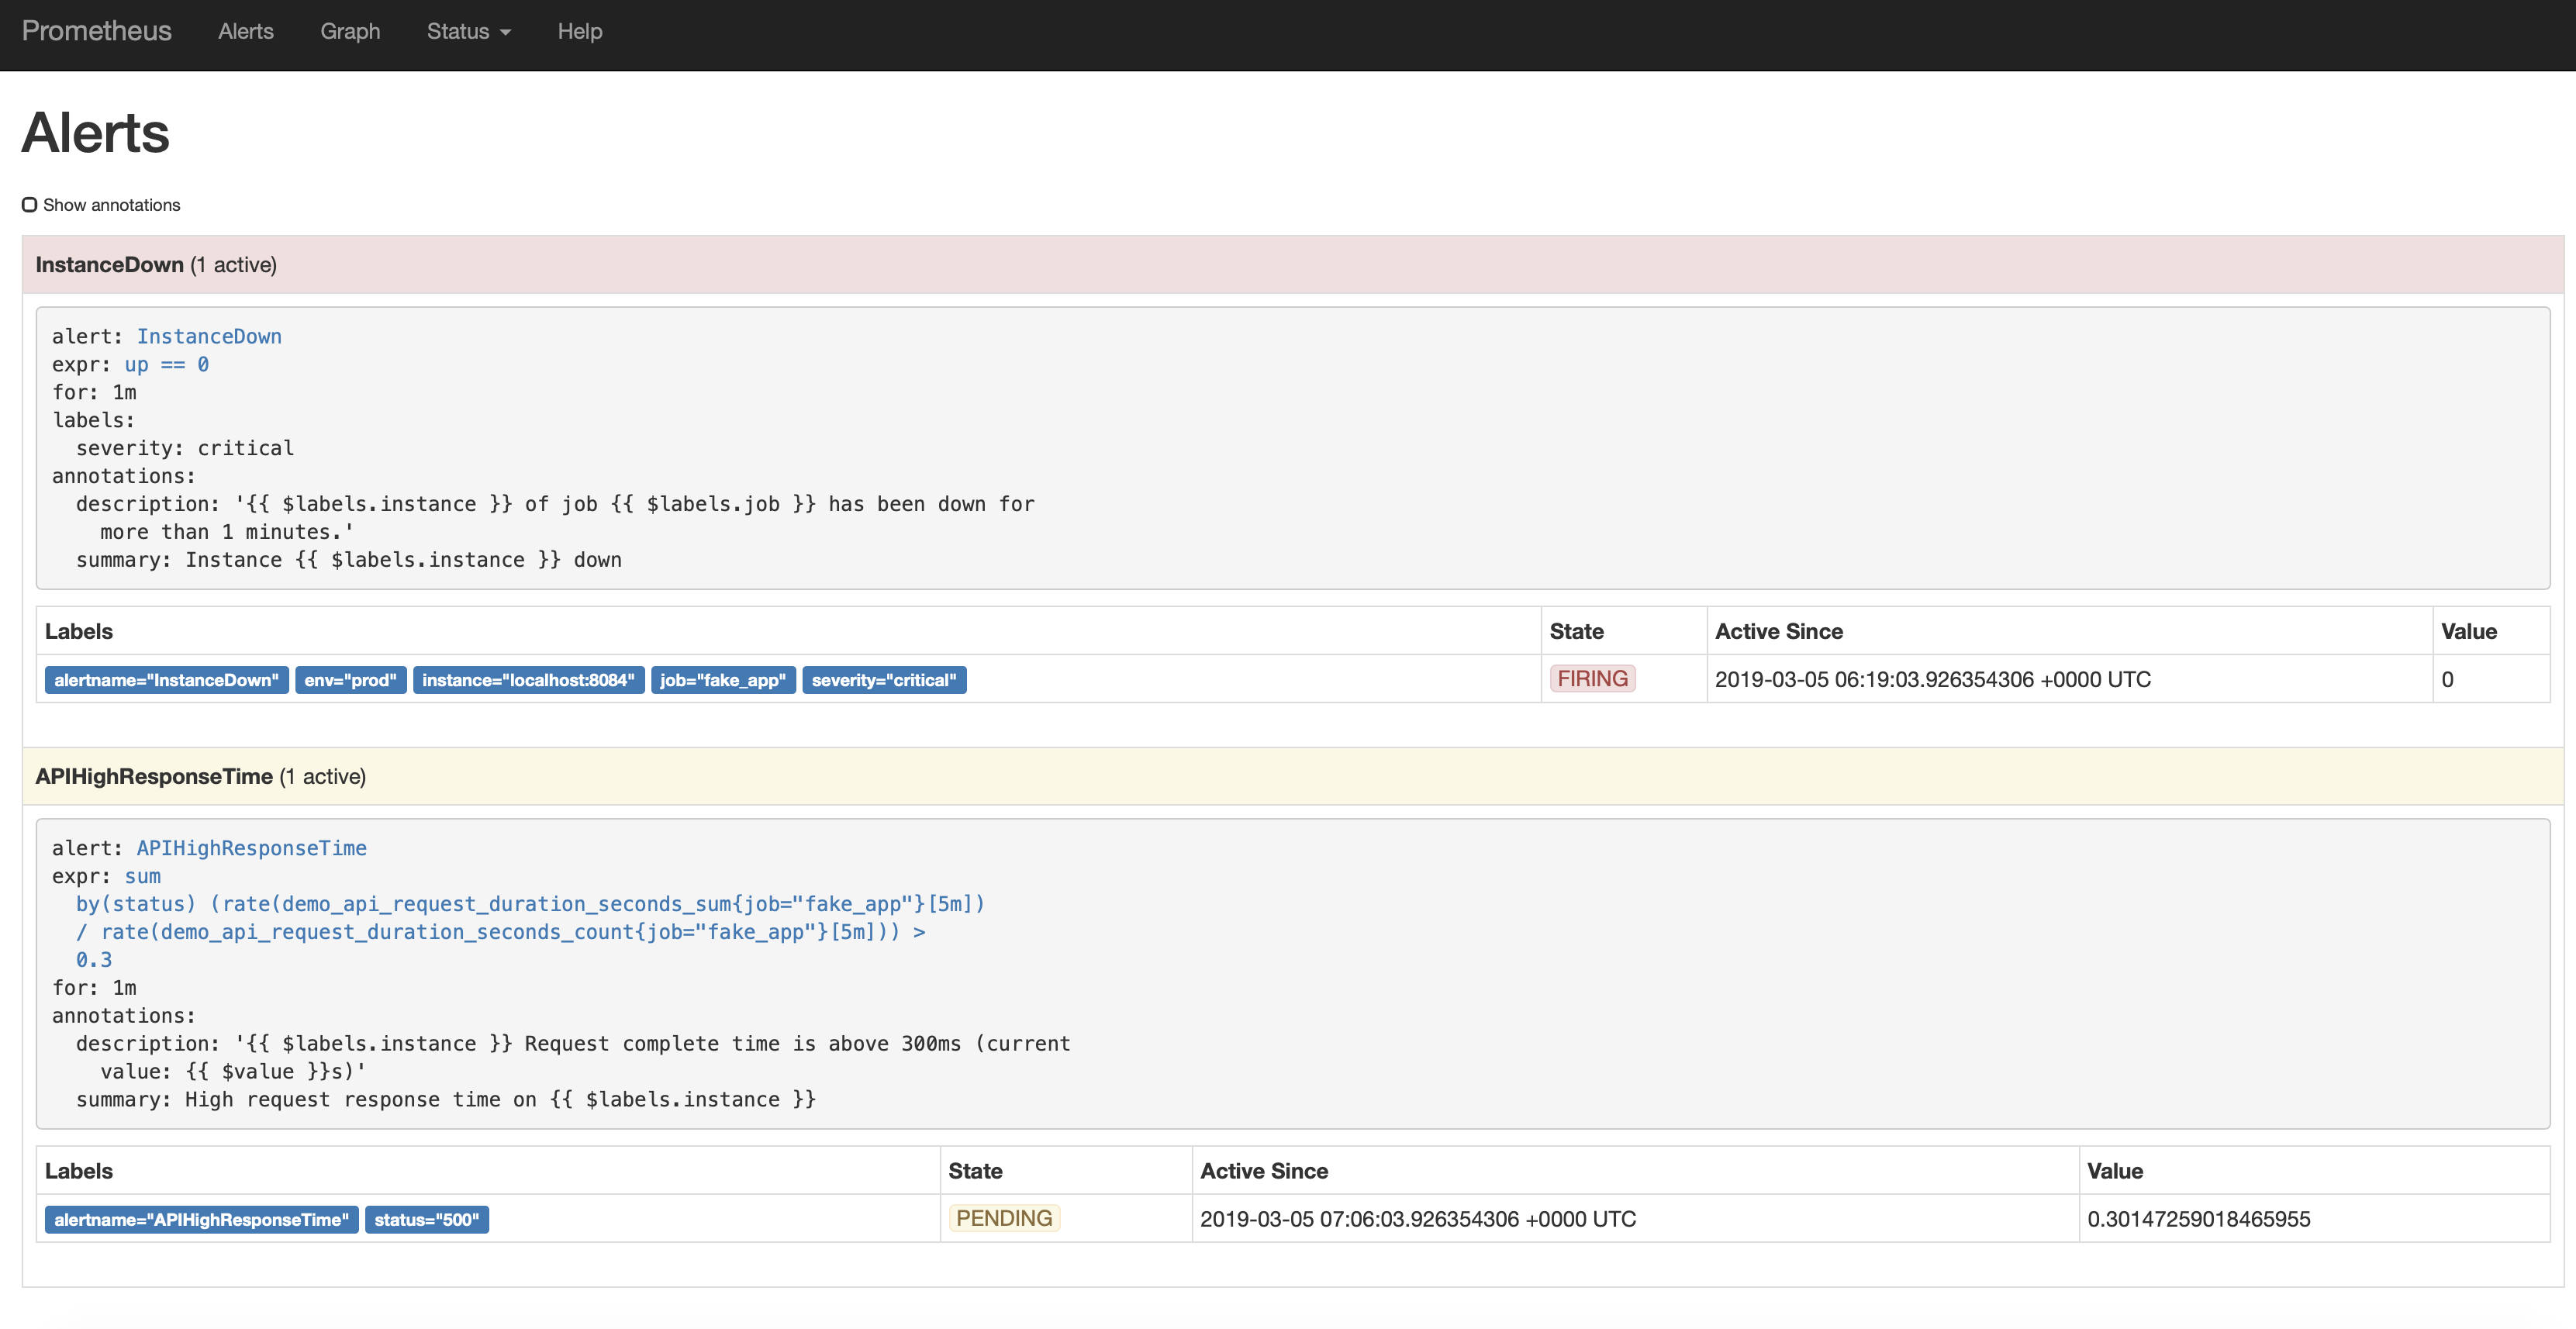 Prometheus Alerts Graph Status Help
Alerts
Show annotations
InstanceDown (1 active)
alert: InstanceDown
expr: up == 0
for: 1m
labels:
  severity: critical
annotations:
  description: '{{ $labels.instance }} of job {{ $labels.job }} has been down for
    more than 1 minutes.'
  summary: Instance {{ $labels.instance }} down
Labels State Active Since Value
alertname="InstanceDown" env="prod" instance="localhost:8084" job="fake_app" severity="critical" FIRING 2019-03-05 06:19:03.926354306 +0000 UTC 0
APIHighResponseTime (1 active)
alert: APIHighResponseTime
expr: sum
  by(status) (rate(demo_api_request_duration_seconds_sum{job="fake_app"}[5m])
  / rate(demo_api_request_duration_seconds_count{job="fake_app"}[5m])) >
  0.3
for: 1m
annotations:
  description: '{{ $labels.instance }} Request complete time is above 300ms (current
    value: {{ $value }}s)'
  summary: High request response time on {{ $labels.instance }}
Labels State Active Since Value
alertname="APIHighResponseTime" status="500" PENDING 2019-03-05 07:06:03.926354306 +0000 UTC 0.30147259018465955